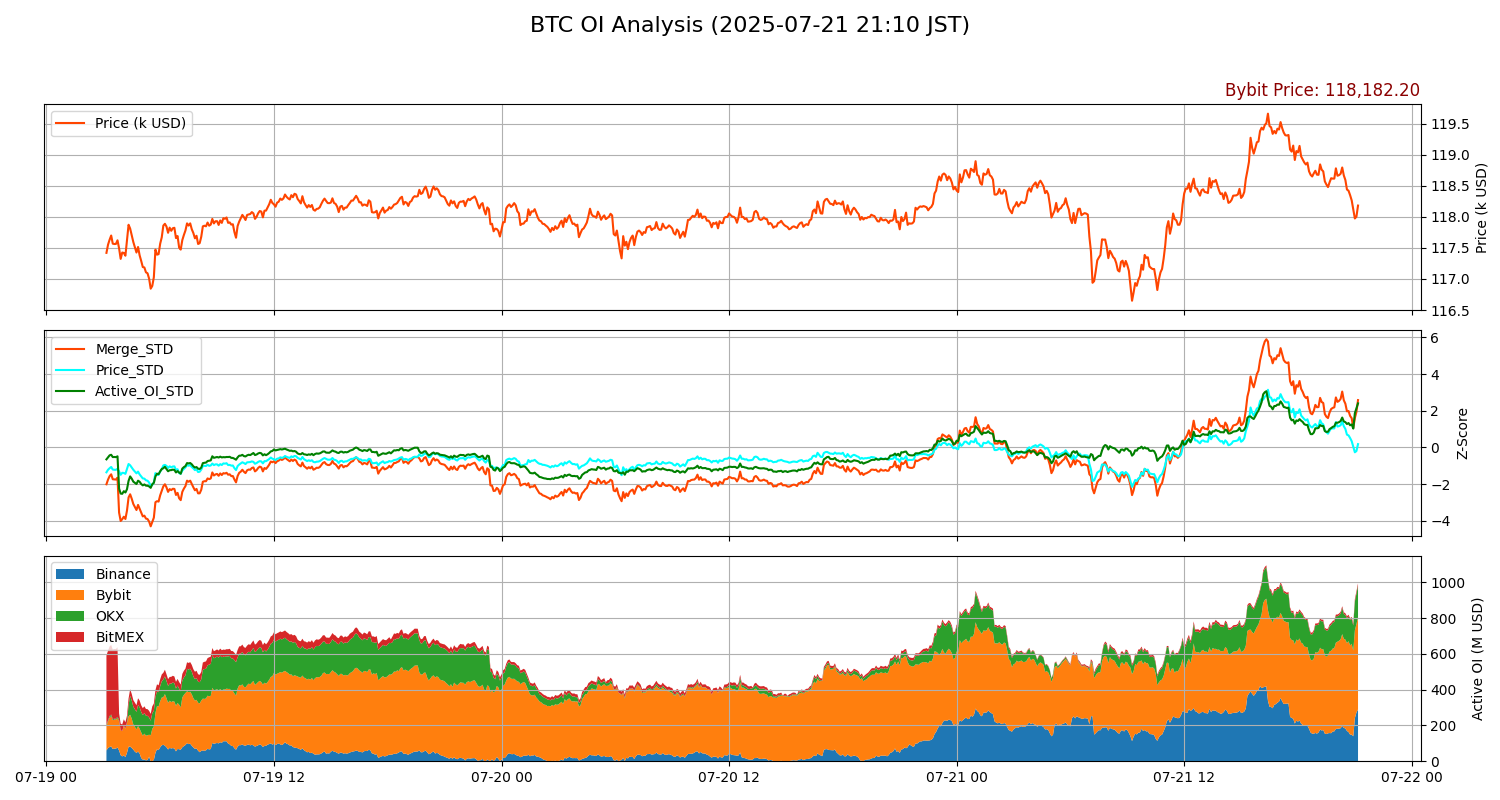 BTC OI Analysis (2025-07-21 21:10 JST)
Bybit Price: 118,182.20
Price (k USD)
119.5
119.0
118.5
118.0
117.5
117.0
116.5
Price (k USD)
Merge_STD
Price_STD
Active_OI_STD
6
4
2
0
−2
−4
Z-Score
Binance
Bybit
OKX
BitMEX
1000
800
600
400
200
0
Active OI (M USD)
07-19 00
07-19 12
07-20 00
07-20 12
07-21 00
07-21 12
07-22 00